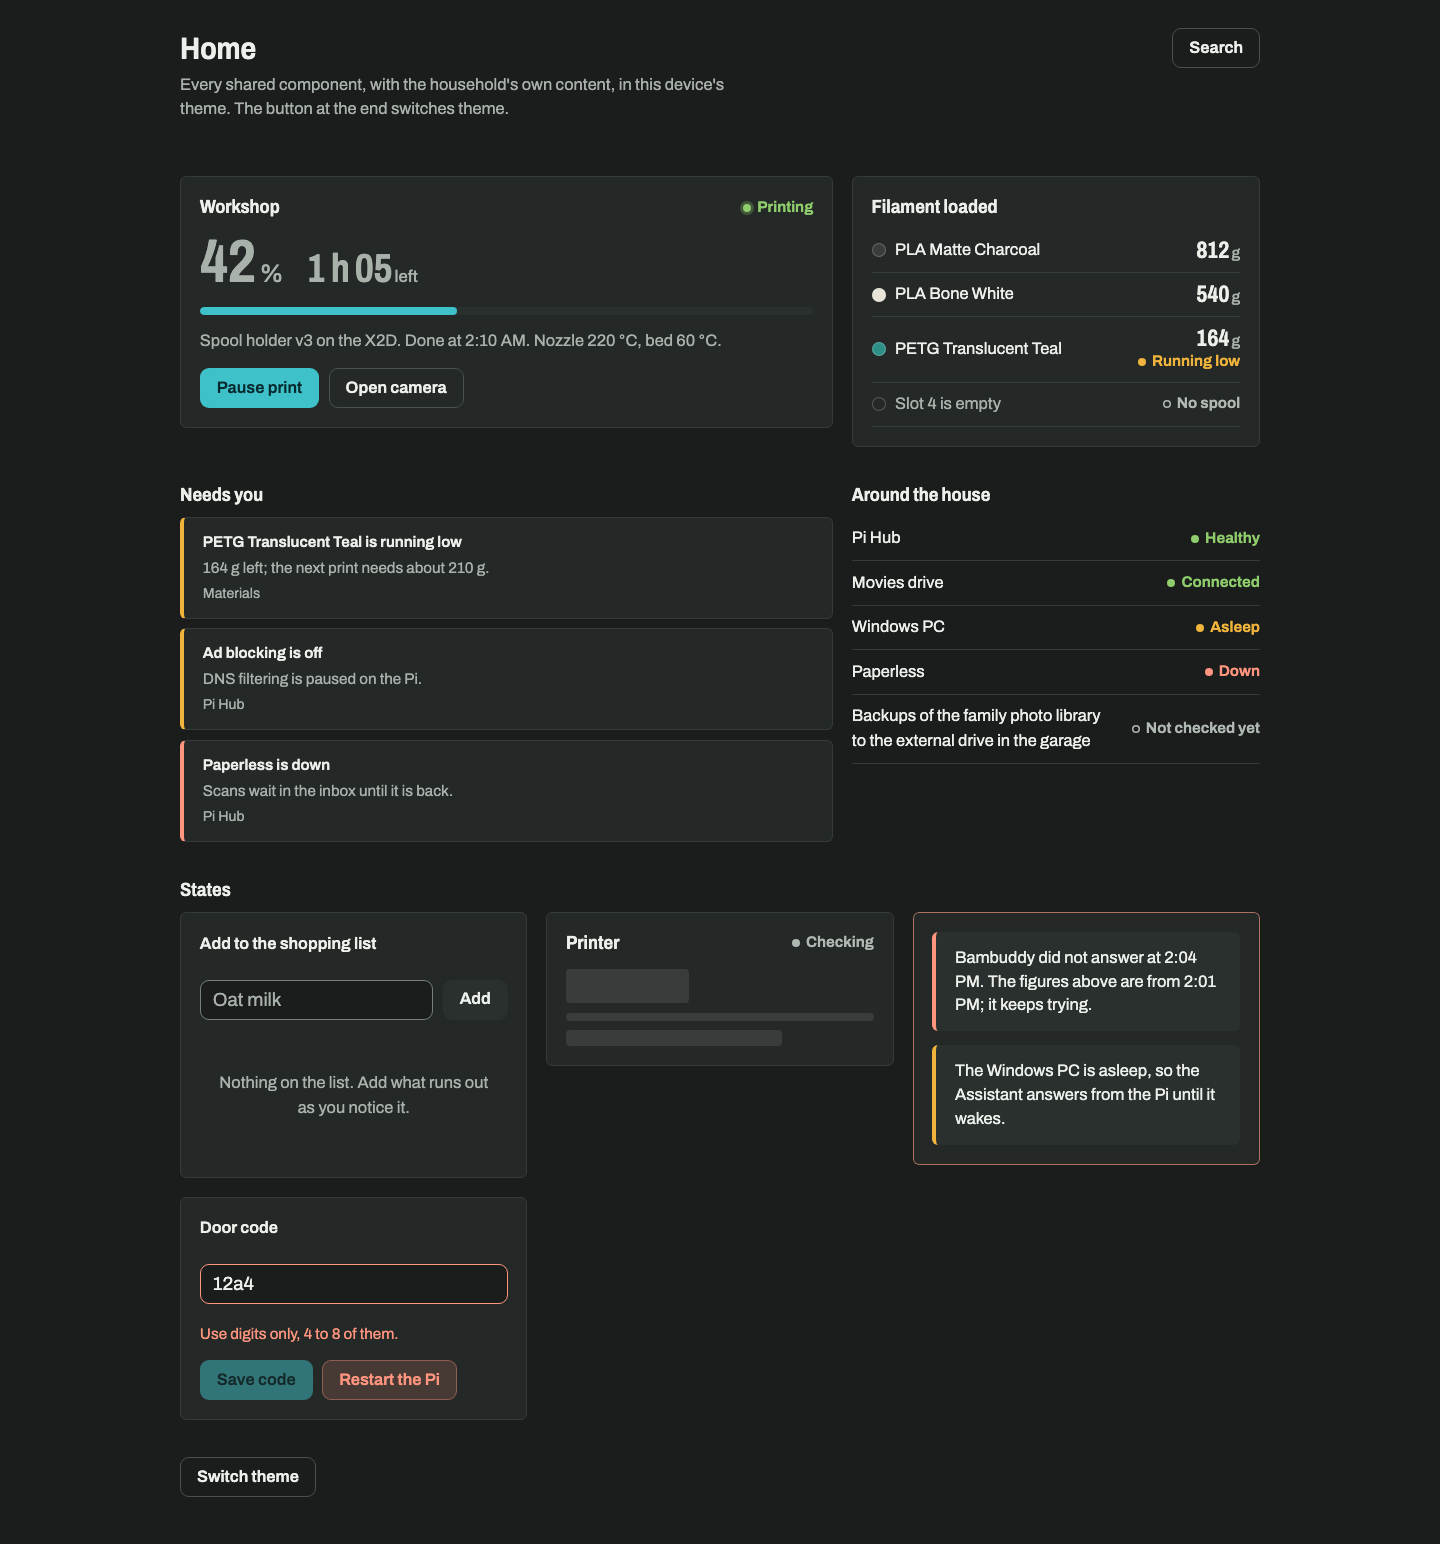 Home
Search
Every shared component, with the household's own content, in this device's
theme. The button at the end switches theme.
Workshop
Printing
42 % 1 h 05 left
Spool holder v3 on the X2D. Done at 2:10 AM. Nozzle 220 °C, bed 60 °C.
Pause print
Open camera
Filament loaded
PLA Matte Charcoal
812 g
PLA Bone White
540 g
PETG Translucent Teal
164 g
Running low
Slot 4 is empty
No spool
Needs you
PETG Translucent Teal is running low
164 g left; the next print needs about 210 g.
Materials
Ad blocking is off
DNS filtering is paused on the Pi.
Pi Hub
Paperless is down
Scans wait in the inbox until it is back.
Pi Hub
Around the house
Pi Hub
Healthy
Movies drive
Connected
Windows PC
Asleep
Paperless
Down
Backups of the family photo library
to the external drive in the garage
Not checked yet
States
Add to the shopping list
Oat milk
Add
Nothing on the list. Add what runs out
as you notice it.
Printer
Checking
Bambuddy did not answer at 2:04
PM. The figures above are from 2:01
PM; it keeps trying.
The Windows PC is asleep, so the
Assistant answers from the Pi until it
wakes.
Door code
12a4
Use digits only, 4 to 8 of them.
Save code
Restart the Pi
Switch theme